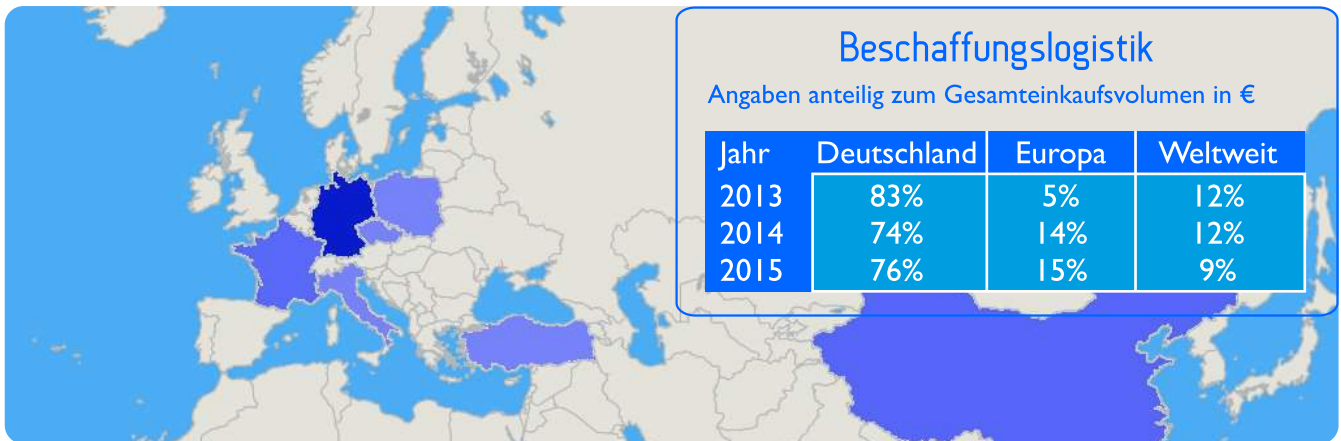 Beschaffungslogistik
Angaben anteilig zum Gesamteinkaufsvolumen in €
Jahr Deutschland Europa Weltweit
2013 83% 5% 12%
2014 74% 14% 12%
2015 76% 15% 9%